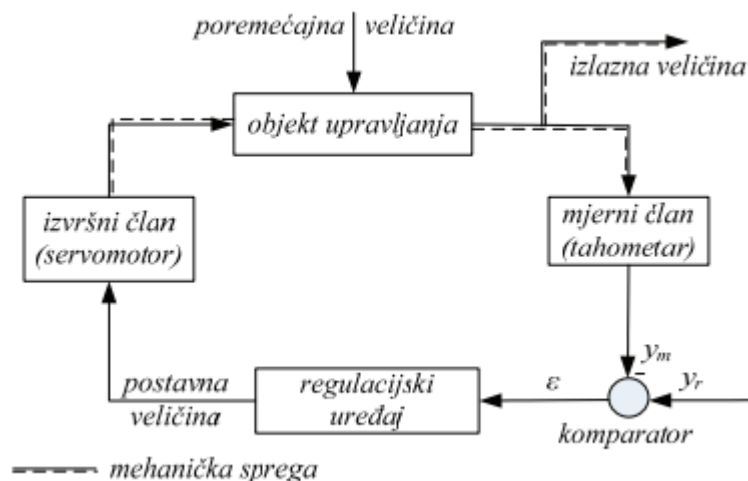 poremećajna veličina
izlazna veličina
objekt upravljanja
izvršni član
(servomotor)
mjerni član
(tahometar)
postavna
veličina
regulacijski
uređaj
ε
yₘ
-
yᵣ
komparator
mehanička sprega